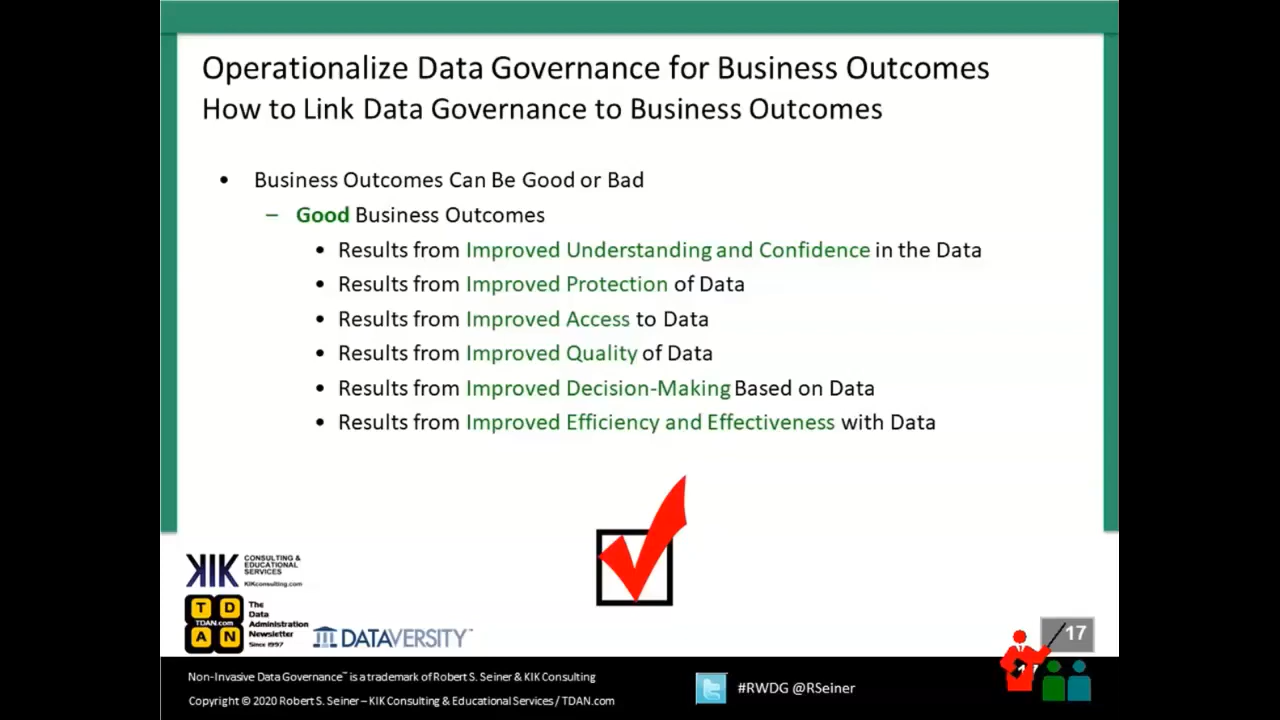 Operationalize Data Governance for Business Outcomes
How to Link Data Governance to Business Outcomes
• Business Outcomes Can Be Good or Bad
– Good Business Outcomes
• Results from Improved Understanding and Confidence in the Data
• Results from Improved Protection of Data
• Results from Improved Access to Data
• Results from Improved Quality of Data
• Results from Improved Decision-Making Based on Data
• Results from Improved Efficiency and Effectiveness with Data
KIK CONSULTING &
EDUCATIONAL
SERVICES
KIKconsulting.com
T D
TDAN.com
A N
The
Data
Administration
Newsletter
Since 1997
DATAVERSITY
17
Non-Invasive Data Governance™ is a trademark of Robert S. Seiner & KIK Consulting
Copyright © 2020 Robert S. Seiner – KIK Consulting & Educational Services / TDAN.com
#RWDG @RSeiner